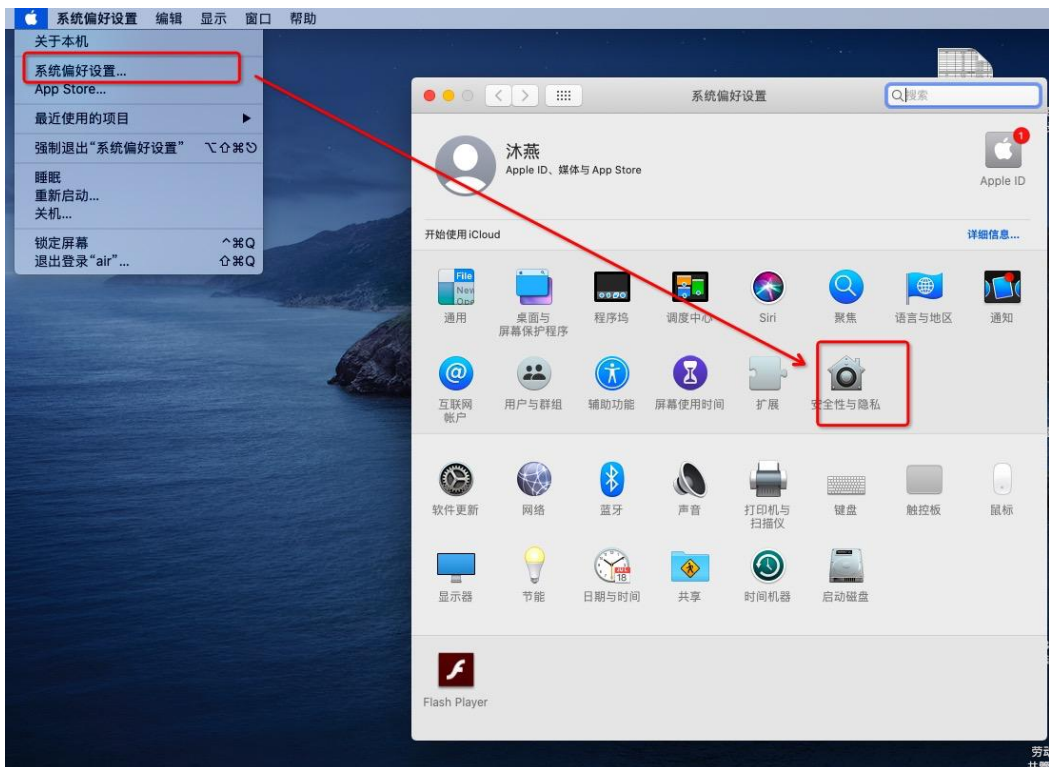 系统偏好设置 编辑 显示 窗口 帮助
关于本机
系统偏好设置...
App Store...
最近使用的项目
强制退出“系统偏好设置” ⌥⇧⌘⎋
睡眠
重新启动...
关机...
锁定屏幕 ^⌘Q
退出登录“air”... ⇧⌘Q
系统偏好设置
搜索
沐燕
Apple ID、媒体与 App Store
1
Apple ID
开始使用 iCloud
详细信息...
File
New
Ope
通用
桌面与
屏幕保护程序
程序坞
调度中心
Siri
聚焦
语言与地区
通知
@
互联网
帐户
用户与群组
辅助功能
屏幕使用时间
扩展
安全性与隐私
软件更新
网络
蓝牙
声音
打印机与
扫描仪
键盘
触控板
鼠标
显示器
节能
JUL
18
日期与时间
共享
时间机器
启动磁盘
Flash Player